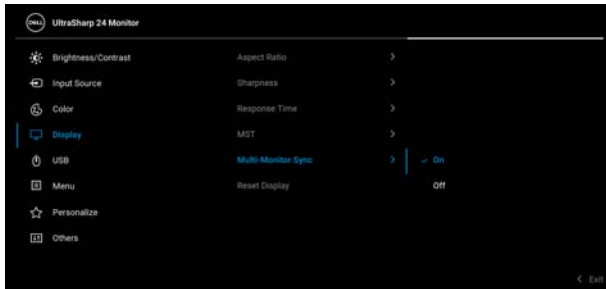 DELL UltraSharp 24 Monitor
Brightness/Contrast Aspect Ratio
Input Source Sharpness
Color Response Time
Display MST
USB Multi-Monitor Sync On
Menu Reset Display Off
Personalize
Others
Exit